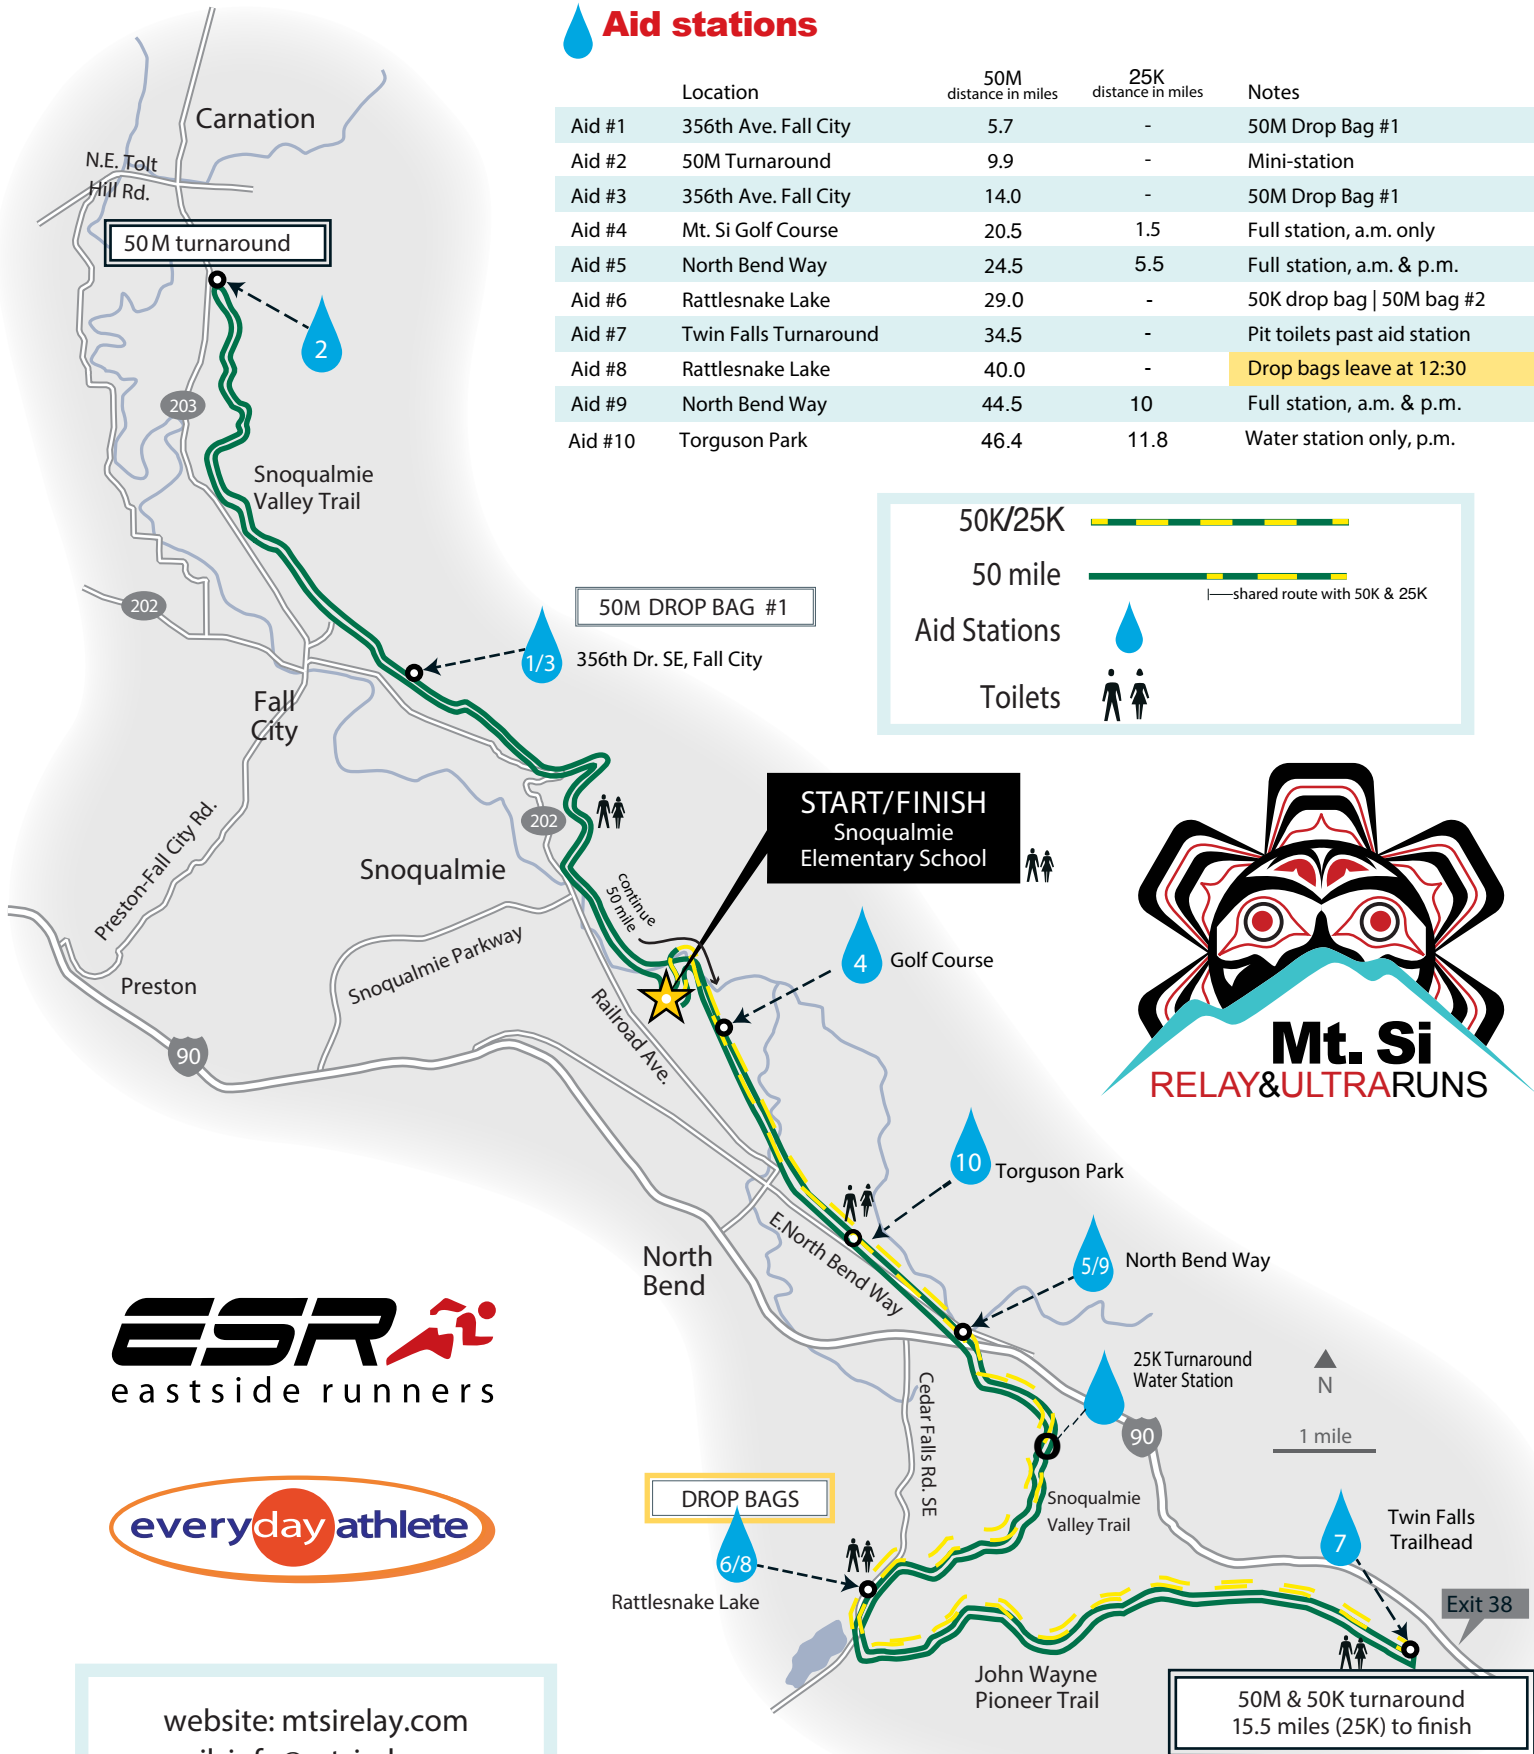 Aid stations
Location 50M distance in miles 25K distance in miles Notes
Aid #1 356th Ave. Fall City 5.7 - 50M Drop Bag #1
Aid #2 50M Turnaround 9.9 - Mini-station
Aid #3 356th Ave. Fall City 14.0 - 50M Drop Bag #1
Aid #4 Mt. Si Golf Course 20.5 1.5 Full station, a.m. only
Aid #5 North Bend Way 24.5 5.5 Full station, a.m. & p.m.
Aid #6 Rattlesnake Lake 29.0 - 50K drop bag | 50M bag #2
Aid #7 Twin Falls Turnaround 34.5 - Pit toilets past aid station
Aid #8 Rattlesnake Lake 40.0 - Drop bags leave at 12:30
Aid #9 North Bend Way 44.5 10 Full station, a.m. & p.m.
Aid #10 Torguson Park 46.4 11.8 Water station only, p.m.
50K/25K
50 mile
shared route with 50K & 25K
Aid Stations
Toilets
Carnation
N.E. Tolt
Hill Rd.
50M turnaround
2
203
Snoqualmie
Valley Trail
202
50M DROP BAG #1
1/3
356th Dr. SE, Fall City
Fall
City
Preston-Fall City Rd.
202
START/FINISH
Snoqualmie
Elementary School
Snoqualmie
continue
50 mile
4
Golf Course
Snoqualmie Parkway
Preston
Railroad Ave.
90
Mt. Si
RELAY&ULTRARUNS
10
Torguson Park
E.North Bend Way
North
Bend
5/9
North Bend Way
ESR
eastside runners
25K Turnaround
Water Station
N
1 mile
90
Cedar Falls Rd. SE
DROP BAGS
6/8
Rattlesnake Lake
Snoqualmie
Valley Trail
7
Twin Falls
Trailhead
everyday athlete
Exit 38
John Wayne
Pioneer Trail
50M & 50K turnaround
15.5 miles (25K) to finish
website: mtsirelay.com